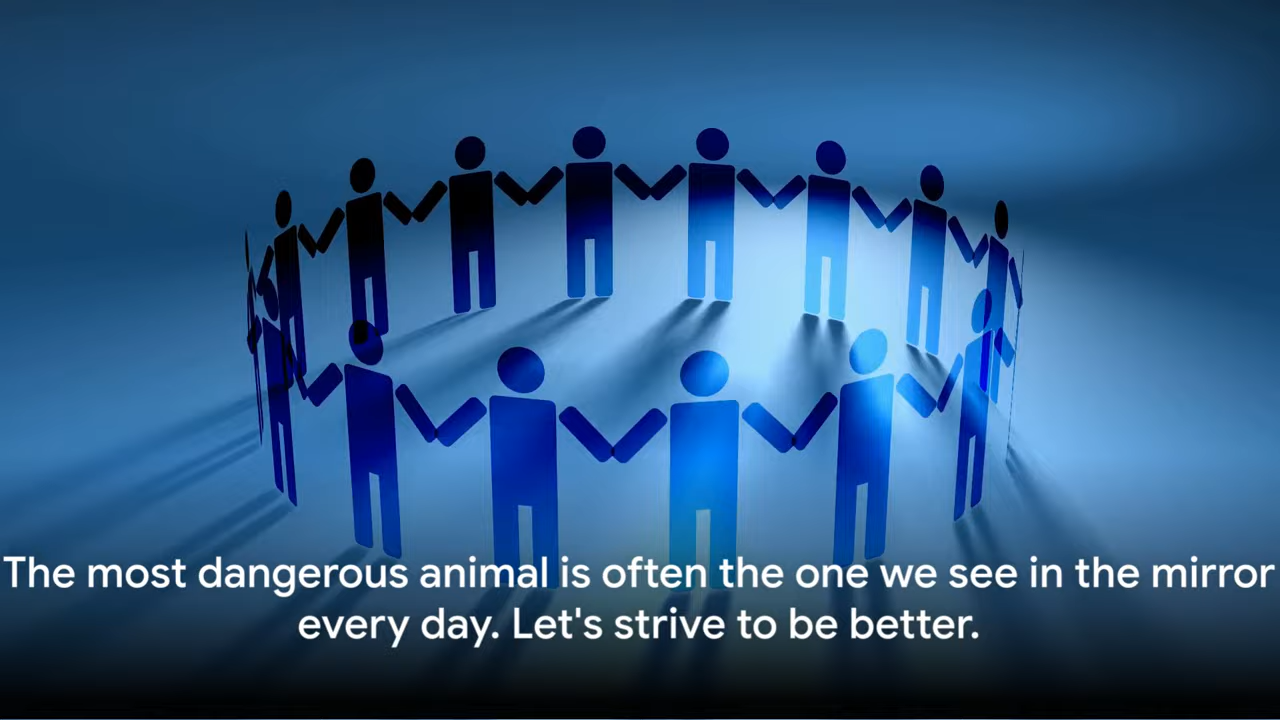 The most dangerous animal is often the one we see in the mirror
every day. Let's strive to be better.